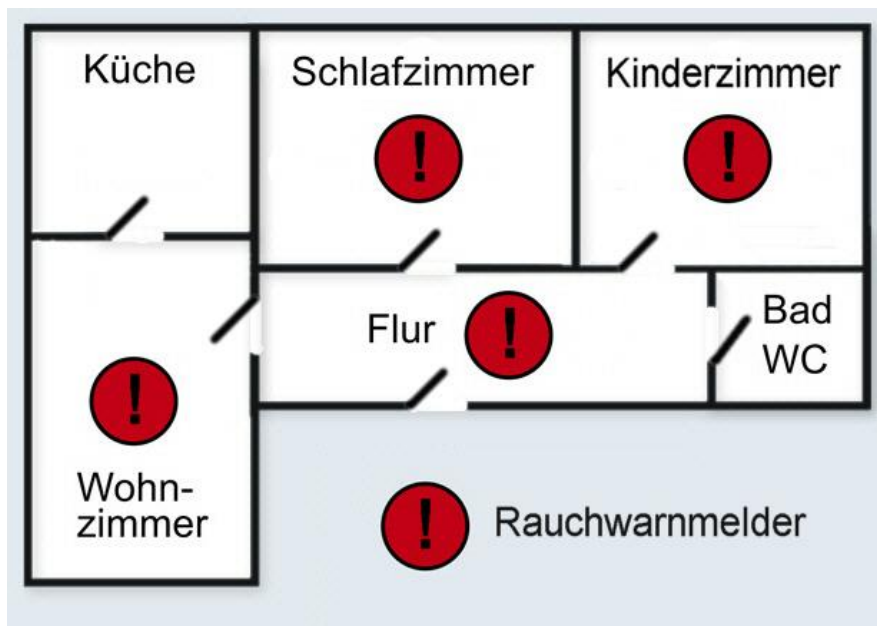 Küche
Schlafzimmer
!
Kinderzimmer
!
Flur
!
Bad
WC
!
Wohn-
zimmer
!
Rauchwarnmelder